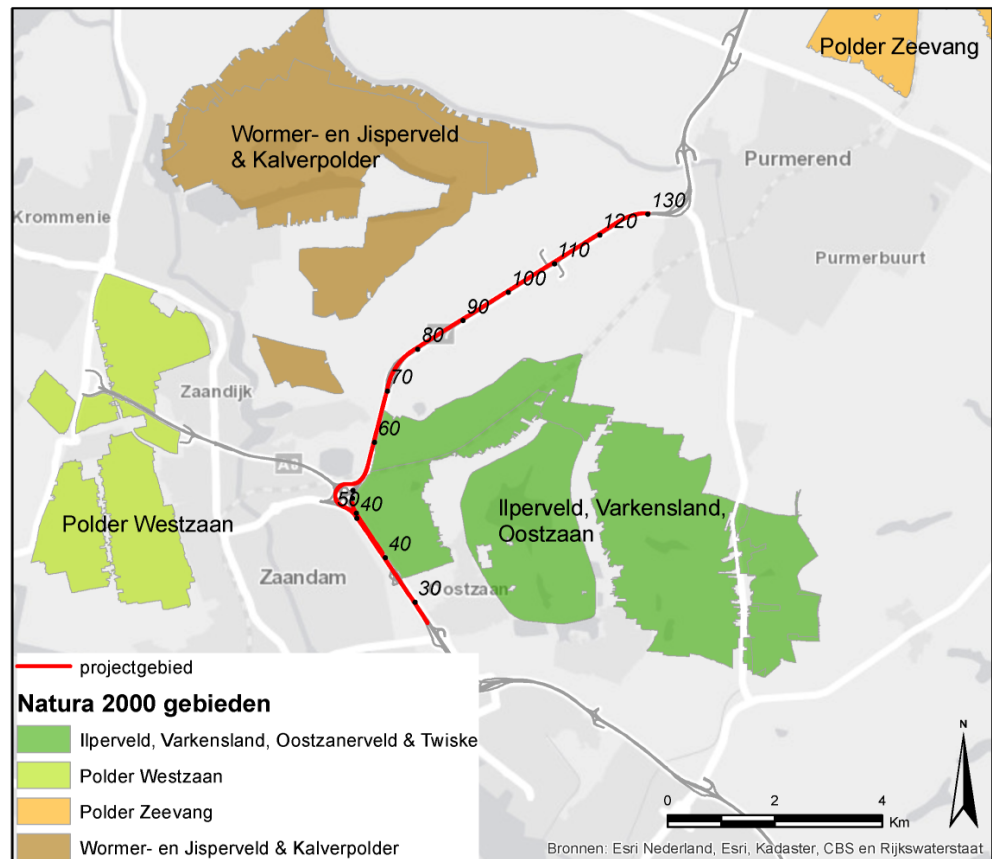 Polder Zeevang
Wormer- en Jisperveld
& Kalverpolder
Purmerend
Krommenie
130
120
110
Purmerbuurt
100
90
80
70
Zaandijk
60
A8
50
40
Ilperveld, Varkensland,
Oostzaan
Polder Westzaan
40
Zaandam
30
ostzaan
projectgebied
Natura 2000 gebieden
Ilperveld, Varkensland, Oostzanerveld & Twiske
Polder Westzaan
Polder Zeevang
Wormer- en Jisperveld & Kalverpolder
N
0 2 4
Km
Bronnen: Esri Nederland, Esri, Kadaster, CBS en Rijkswaterstaat